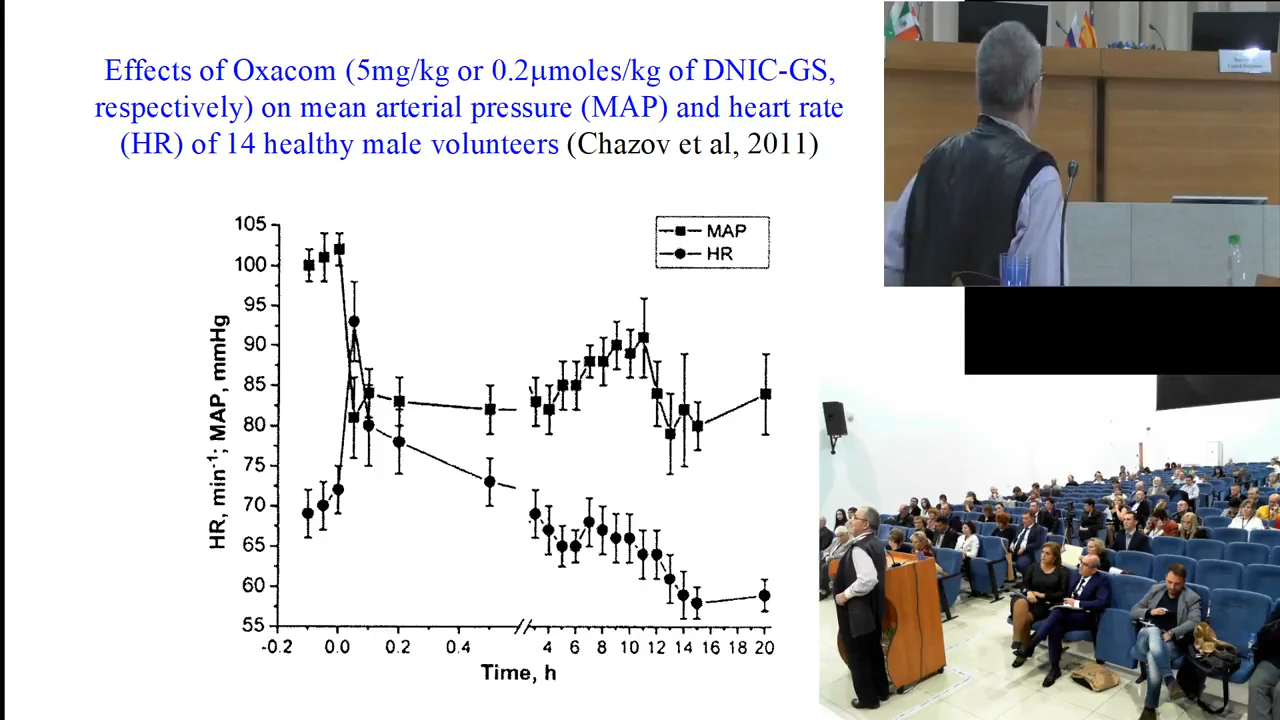 Effects of Oxacom (5mg/kg or 0.2μmoles/kg of DNIC-GS,
respectively) on mean arterial pressure (MAP) and heart rate
(HR) of 14 healthy male volunteers (Chazov et al, 2011)
MAP
HR
HR, min⁻¹; MAP, mmHg
105
100
95
90
85
80
75
70
65
60
55
-0.2 0.0 0.2 0.4 4 6 8 10 12 14 16 18 20
Time, h